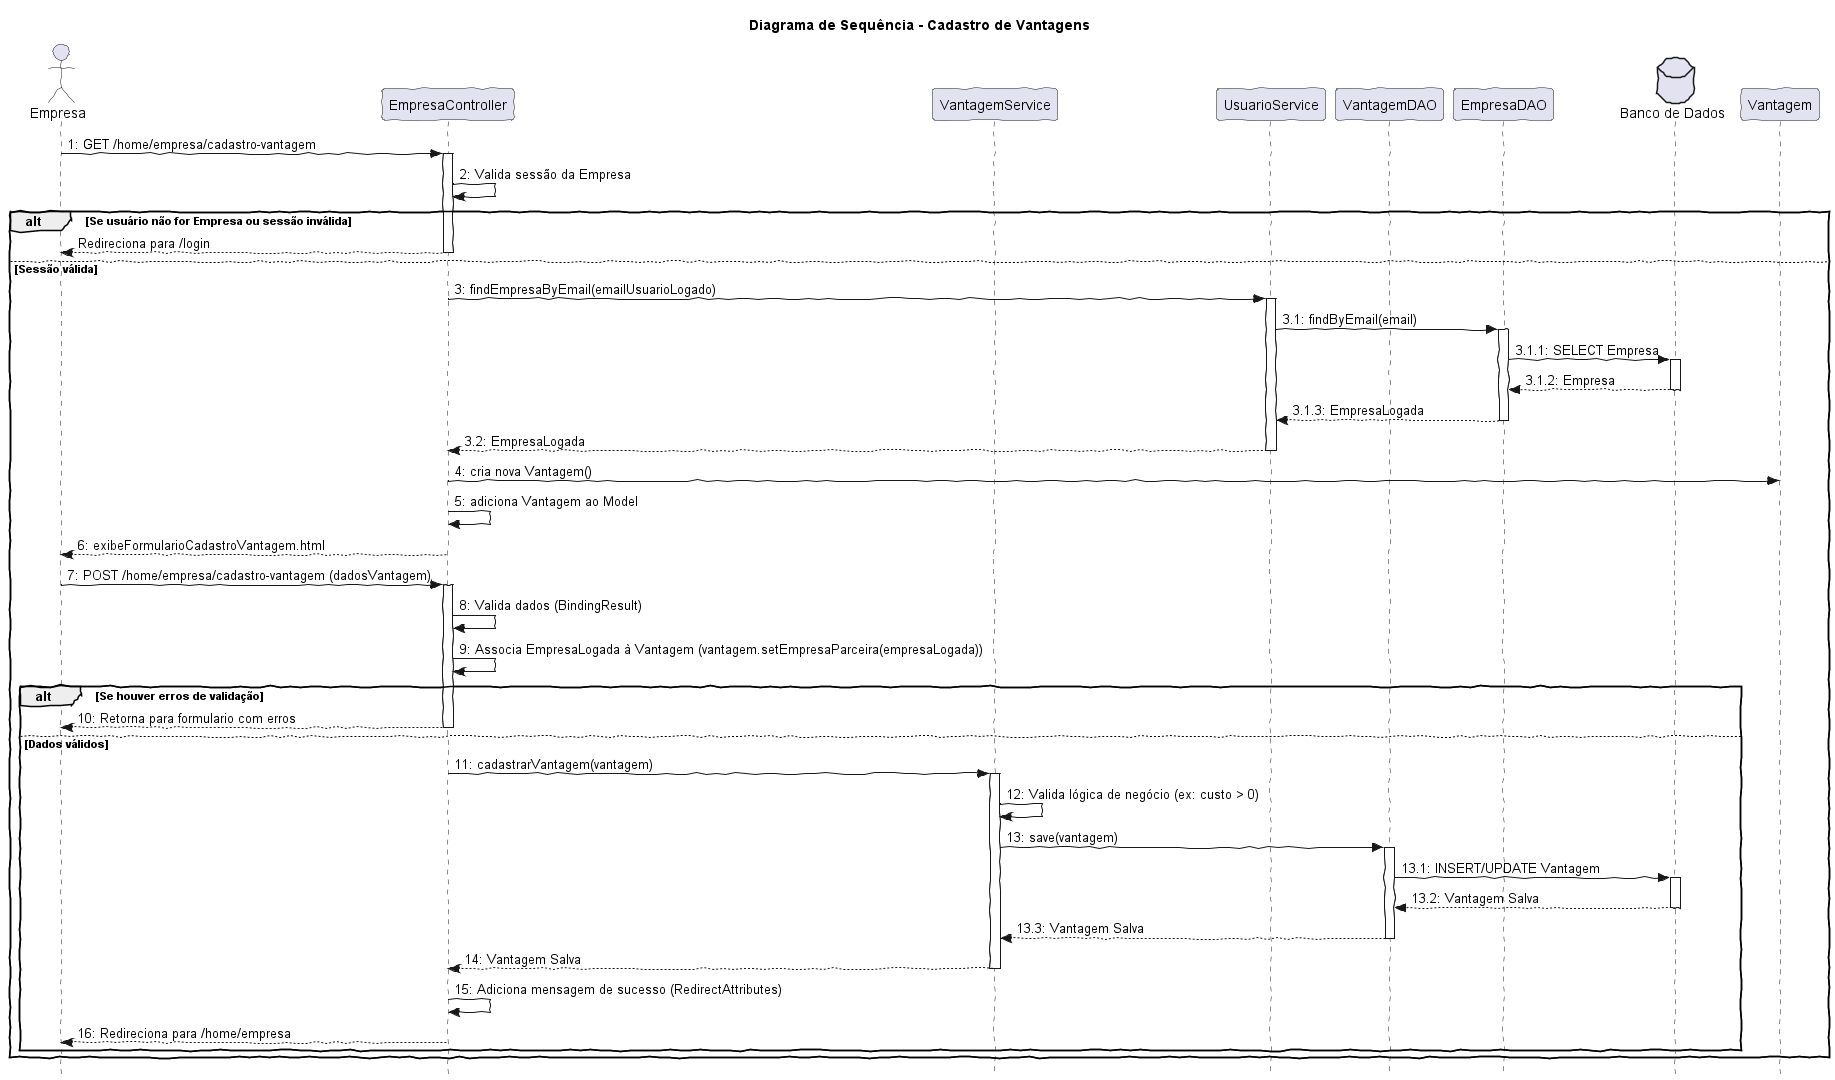 Diagrama de Sequência - Cadastro de Vantagens
Empresa
EmpresaController
VantagemService
UsuarioService
VantagemDAO
EmpresaDAO
Banco de Dados
Vantagem
1: GET /home/empresa/cadastro-vantagem
2: Valida sessão da Empresa
alt
[Se usuário não for Empresa ou sessão inválida]
Redireciona para /login
[Sessão válida]
3: findEmpresaByEmail(emailUsuarioLogado)
3.1: findByEmail(email)
3.1.1: SELECT Empresa
3.1.2: Empresa
3.1.3: EmpresaLogada
3.2: EmpresaLogada
4: cria nova Vantagem()
5: adiciona Vantagem ao Model
6: exibeFormularioCadastroVantagem.html
7: POST /home/empresa/cadastro-vantagem (dadosVantagem)
8: Valida dados (BindingResult)
9: Associa EmpresaLogada à Vantagem (vantagem.setEmpresaParceira(empresaLogada))
alt
[Se houver erros de validação]
10: Retorna para formulario com erros
[Dados válidos]
11: cadastrarVantagem(vantagem)
12: Valida lógica de negócio (ex: custo > 0)
13: save(vantagem)
13.1: INSERT/UPDATE Vantagem
13.2: Vantagem Salva
13.3: Vantagem Salva
14: Vantagem Salva
15: Adiciona mensagem de sucesso (RedirectAttributes)
16: Redireciona para /home/empresa